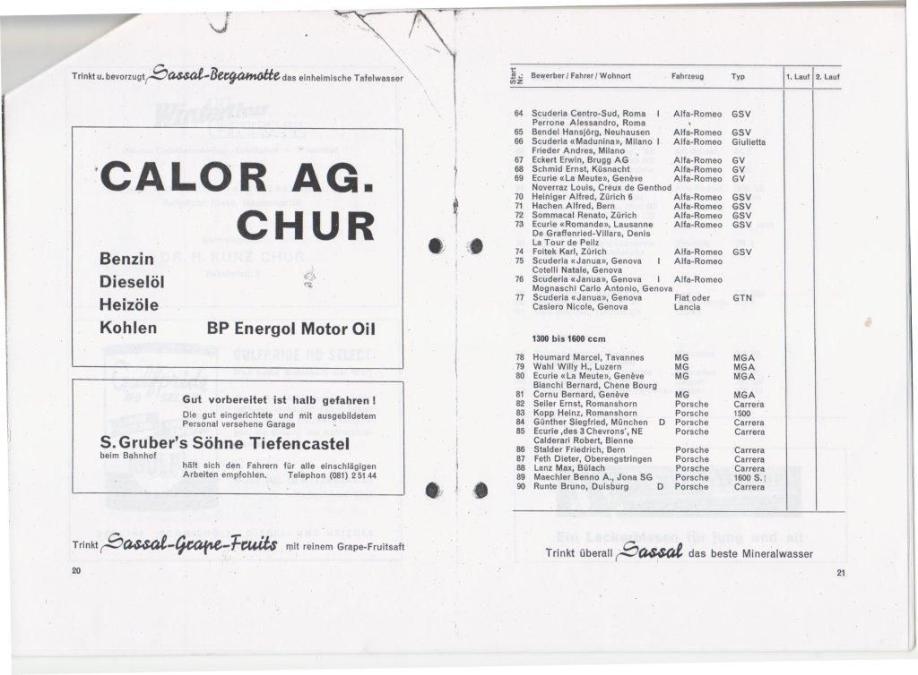 Trinkt u. bevorzugt Sassal-Bergamotte das einheimische Tafelwasser
CALOR AG.
CHUR
Benzin
Dieselöl
Heizöle
Kohlen BP Energol Motor Oil
Gut vorbereitet ist halb gefahren!
Die gut eingerichtete und mit ausgebildetem
Personal versehene Garage
S. Gruber's Söhne Tiefencastel
beim Bahnhof
hält sich den Fahrern für alle einschlägigen
Arbeiten empfohlen. Telephon (081) 2 51 44
Trinkt Sassal-Grape-Fruits mit reinem Grape-Fruitsaft
20
Start Nr. Bewerber / Fahrer / Wohnort Fahrzeug Typ 1. Lauf 2. Lauf
64 Scuderia Centro-Sud, Roma I Alfa-Romeo GSV
Perrone Alessandro, Roma
65 Bendel Hansjörg, Neuhausen Alfa-Romeo GSV
66 Scuderia «Madunina», Milano I Alfa-Romeo Giulietta
Frieder Andres, Milano
67 Eckert Erwin, Brugg AG Alfa-Romeo GV
68 Schmid Ernst, Küsnacht Alfa-Romeo GV
69 Ecurie «La Meute», Genève Alfa-Romeo GV
Noverraz Louis, Creux de Genthod
70 Heiniger Alfred, Zürich 6 Alfa-Romeo GSV
71 Hachen Alfred, Bern Alfa-Romeo GSV
72 Sommacal Renato, Zürich Alfa-Romeo GSV
73 Ecurie «Romande», Lausanne Alfa-Romeo GSV
De Graffenried-Villars, Denis
La Tour de Peilz
74 Foitek Karl, Zürich Alfa-Romeo GSV
75 Scuderia «Janua», Genova I Alfa-Romeo
Cotelli Natale, Genova
76 Scuderia «Janua», Genova I Alfa-Romeo
Mognaschi Carlo Antonio, Genova
77 Scuderia «Janua», Genova Fiat oder GTN
Casiero Nicole, Genova Lancia
1300 bis 1600 ccm
78 Houmard Marcel, Tavannes MG MGA
79 Wahl Willy H., Luzern MG MGA
80 Ecurie «La Meute», Genève MG MGA
Bianchi Bernard, Chene Bourg
81 Cornu Bernard, Genève MG MGA
82 Seiler Ernst, Romanshorn Porsche Carrera
83 Kopp Heinz, Romanshorn Porsche 1500
84 Günther Siegfried, München D Porsche Carrera
85 Ecurie ‚des 3 Chevrons', NE Porsche Carrera
Calderari Robert, Bienne
86 Stalder Friedrich, Bern Porsche Carrera
87 Feth Dieter, Oberengstringen Porsche Carrera
88 Lanz Max, Bülach Porsche Carrera
89 Maechler Benno A., Jona SG Porsche 1600 S.
90 Runte Bruno, Duisburg D Porsche Carrera
Trinkt überall Sassal das beste Mineralwasser
21